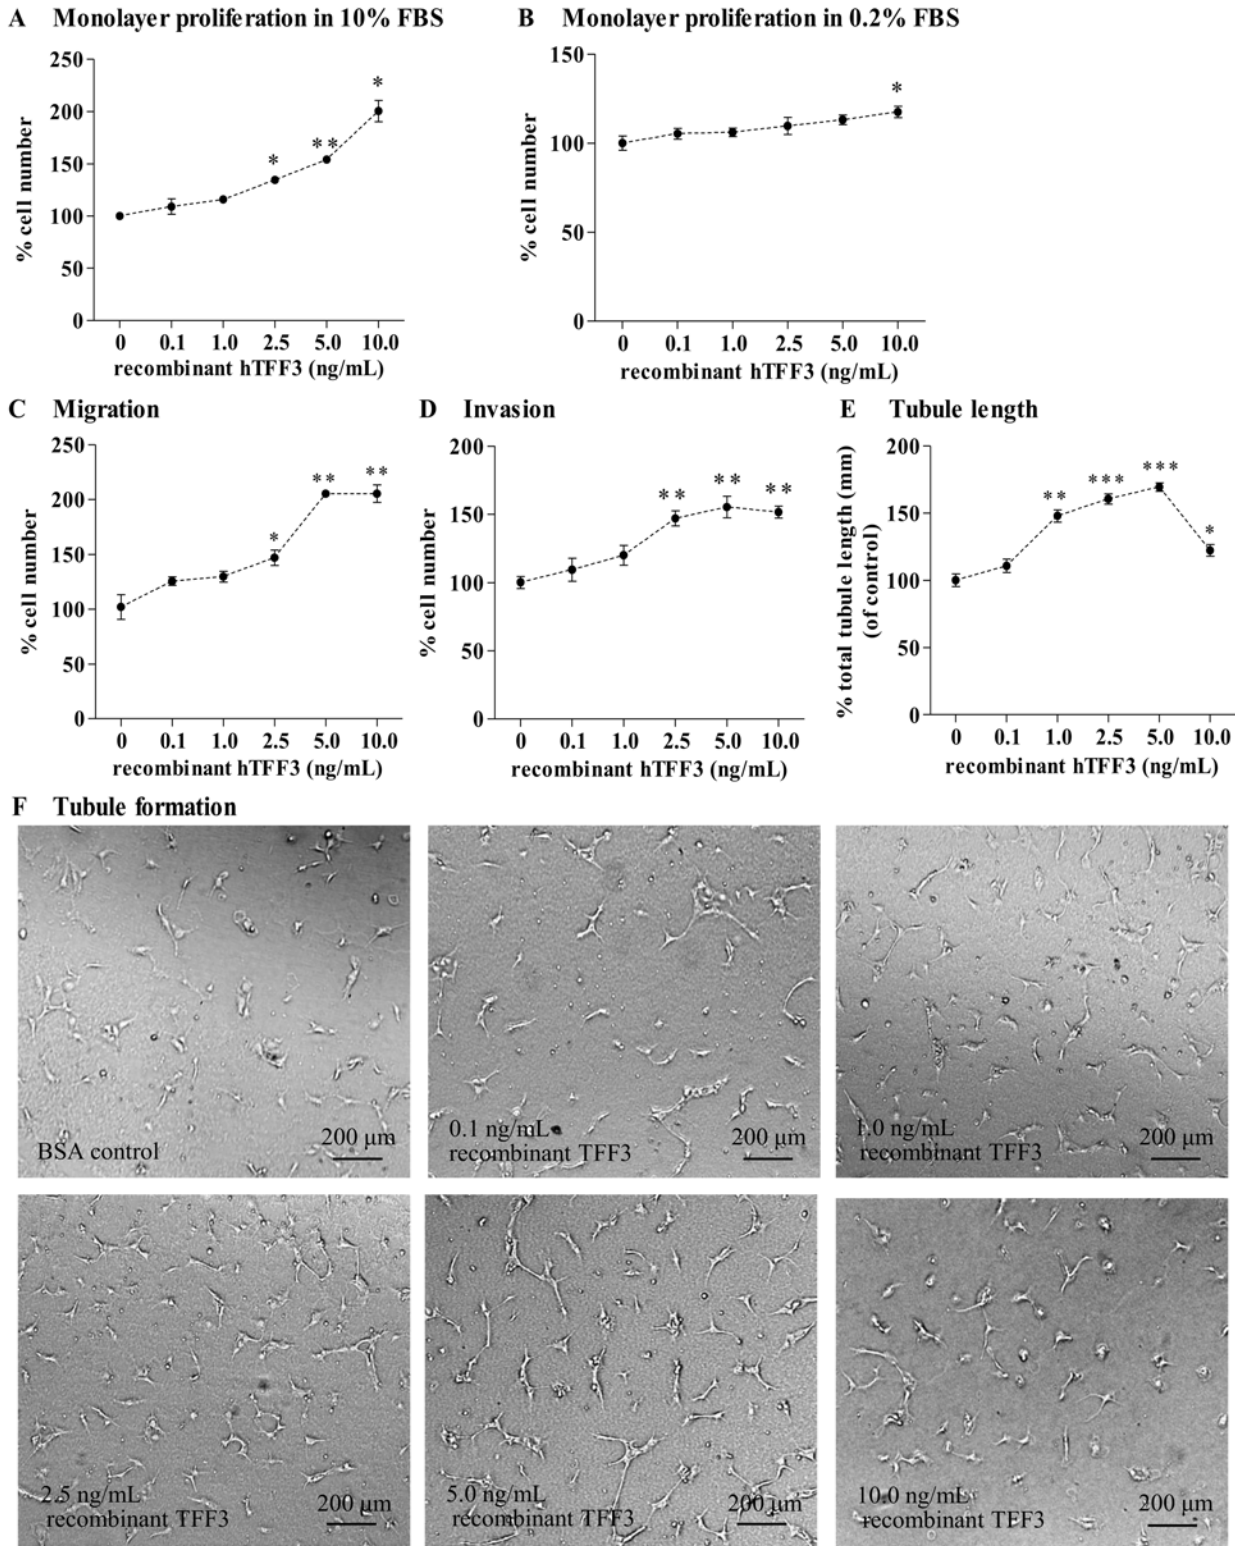 A Monolayer proliferation in 10% FBS
250
200
150
100
50
0
% cell number
*
**
*
0 0.1 1.0 2.5 5.0 10.0
recombinant hTFF3 (ng/mL)
B Monolayer proliferation in 0.2% FBS
150
100
50
0
% cell number
*
0 0.1 1.0 2.5 5.0 10.0
recombinant hTFF3 (ng/mL)
C Migration
250
200
150
100
50
0
% cell number
*
**
**
0 0.1 1.0 2.5 5.0 10.0
recombinant hTFF3 (ng/mL)
D Invasion
200
150
100
50
0
% cell number
**
**
**
0 0.1 1.0 2.5 5.0 10.0
recombinant hTFF3 (ng/mL)
E Tubule length
200
150
100
50
0
% total tubule length (mm)
(of control)
**
***
***
*
0 0.1 1.0 2.5 5.0 10.0
recombinant hTFF3 (ng/mL)
F Tubule formation
BSA control
200 µm
0.1 ng/mL
recombinant TFF3
200 µm
1.0 ng/mL
recombinant TFF3
200 µm
2.5 ng/mL
recombinant TFF3
200 µm
5.0 ng/mL
recombinant TFF3
200 µm
10.0 ng/mL
recombinant TFF3
200 µm